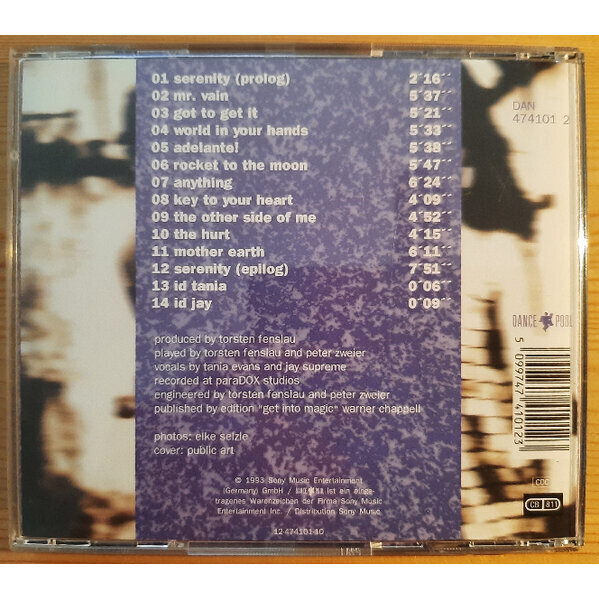 01 serenity (prolog) 2´16´´
02 mr. vain 5´37´´
03 got to get it 5´21´´
04 world in your hands 5´33´´
05 adelante! 5´38´´
06 rocket to the moon 5´47´´
07 anything 6´24´´
08 key to your heart 4´09´´
09 the other side of me 4´52´´
10 the hurt 4´15´´
11 mother earth 6´11´´
12 serenity (epilog) 7´51´´
13 id tania 0´06´´
14 id jay 0´09´´
produced by torsten fenslau
played by torsten fenslau and peter zweier
vocals by tania evans and jay supreme
recorded at paraDOX studios
engineered by torsten fenslau and peter zweier
published by edition "get into magic" warner chappell
photos: eike selzle
cover: public art
© 1993 Sony Music Entertainment
(Germany) GmbH / ist ein einge-
tragenes Warenzeichen der Firma Sony Music
Entertainment Inc. / Distribution Sony Music
12-474101-10
DAN
474101 2
DANCE POOL
5 099747 410123
CB 811